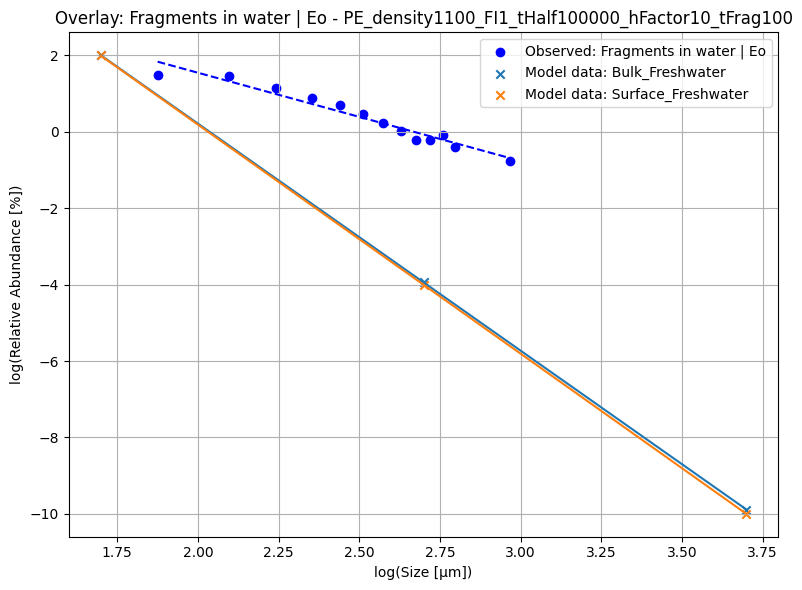 Overlay: Fragments in water | Eo - PE_density1100_FI1_tHalf100000_hFactor10_tFrag100
Observed: Fragments in water | Eo
Model data: Bulk_Freshwater
Model data: Surface_Freshwater
log(Relative Abundance [%])
2
0
−2
−4
−6
−8
−10
1.75 2.00 2.25 2.50 2.75 3.00 3.25 3.50 3.75
log(Size [µm])